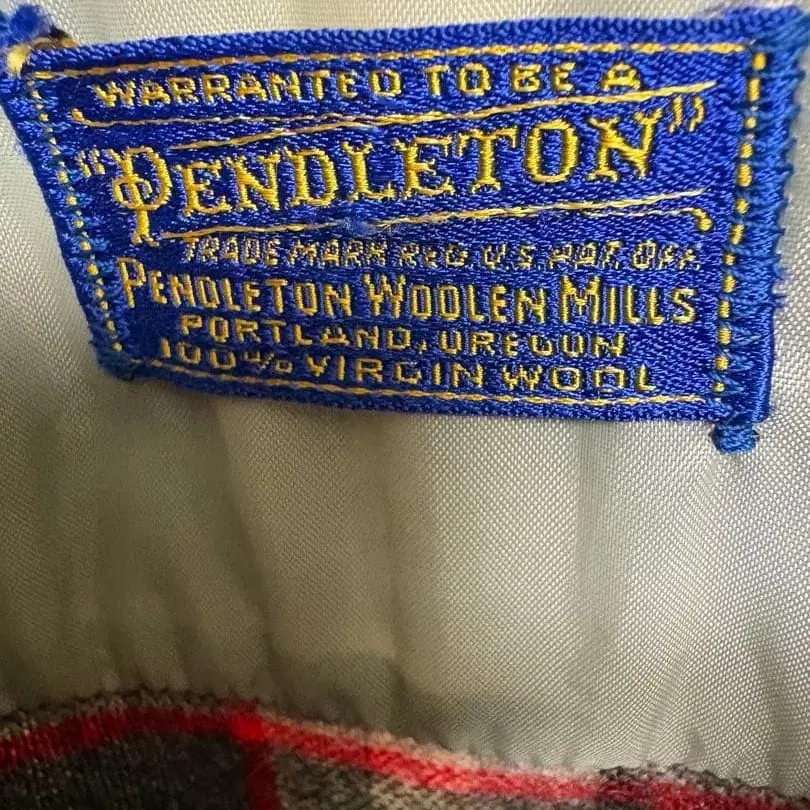 WARRANTED TO BE A
"PENDLETON"
TRADE MARK REG. U.S. PAT. OFF.
PENDLETON WOOLEN MILLS
PORTLAND, OREGON
100% VIRGIN WOOL